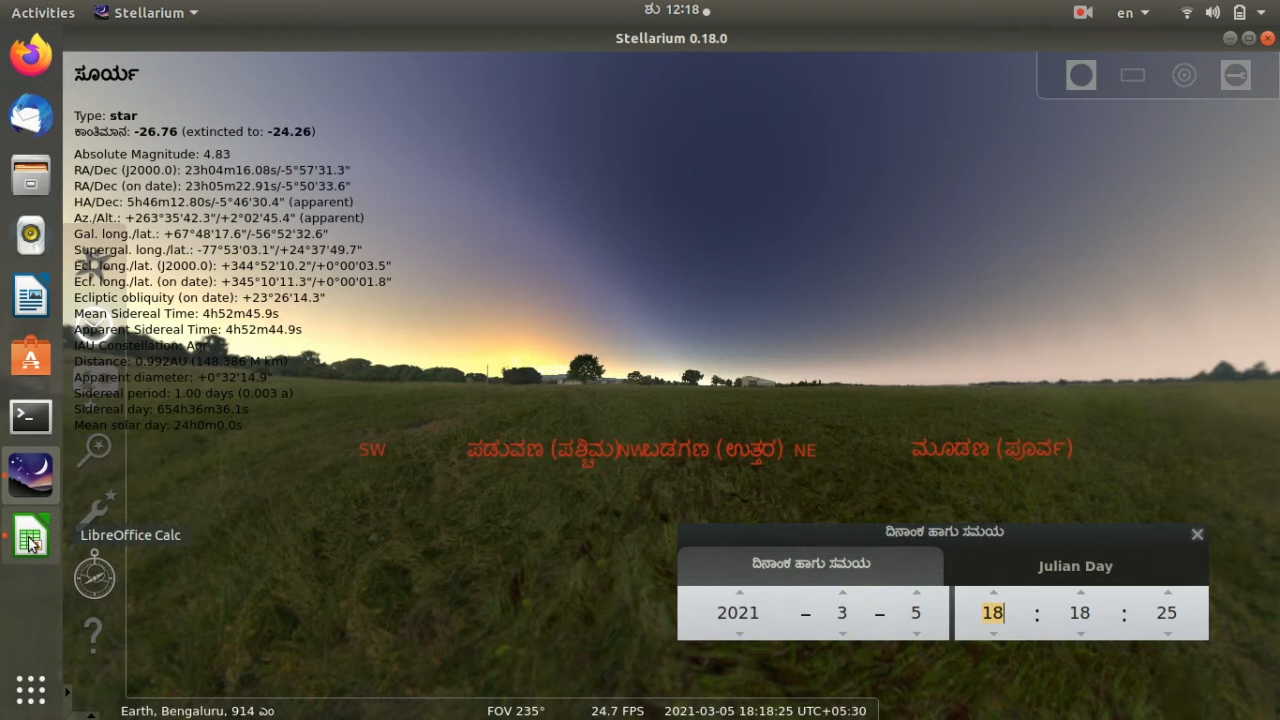 Activities
Stellarium
ಶು 12:18
en
Stellarium 0.18.0
ಸೂರ್ಯ
Type: star
ಕಾಂತಿಮಾನ: -26.76 (extincted to: -24.26)
Absolute Magnitude: 4.83
RA/Dec (J2000.0): 23h04m16.08s/-5°57'31.3"
RA/Dec (on date): 23h05m22.91s/-5°50'33.6"
HA/Dec: 5h46m12.80s/-5°46'30.4" (apparent)
Az./Alt.: +263°35'42.3"/+2°02'45.4" (apparent)
Gal. long./lat.: +67°48'17.6"/-56°52'32.6"
Supergal. long./lat.: -77°53'03.1"/+24°37'49.7"
Ecl. long./lat. (J2000.0): +344°52'10.2"/+0°00'03.5"
Ecl. long./lat. (on date): +345°10'11.3"/+0°00'01.8"
Ecliptic obliquity (on date): +23°26'14.3"
Mean Sidereal Time: 4h52m45.9s
Apparent Sidereal Time: 4h52m44.9s
IAU Constellation: Aqr
Distance: 0.992AU (148.386 M km)
Apparent diameter: +0°32'14.9"
Sidereal period: 1.00 days (0.003 a)
Sidereal day: 654h36m36.1s
Mean solar day: 24h0m0.0s
SW ಪಡುವಣ (ಪಶ್ಚಿಮ) NW ಬಡಗಣ (ಉತ್ತರ) NE ಮೂಡಣ (ಪೂರ್ವ)
LibreOffice Calc
ದಿನಾಂಕ ಹಾಗು ಸಮಯ
ದಿನಾಂಕ ಹಾಗು ಸಮಯ
Julian Day
2021 – 3 – 5 18 : 18 : 25
Earth, Bengaluru, 914 ಎಂ
FOV 235°
24.7 FPS
2021-03-05 18:18:25 UTC+05:30